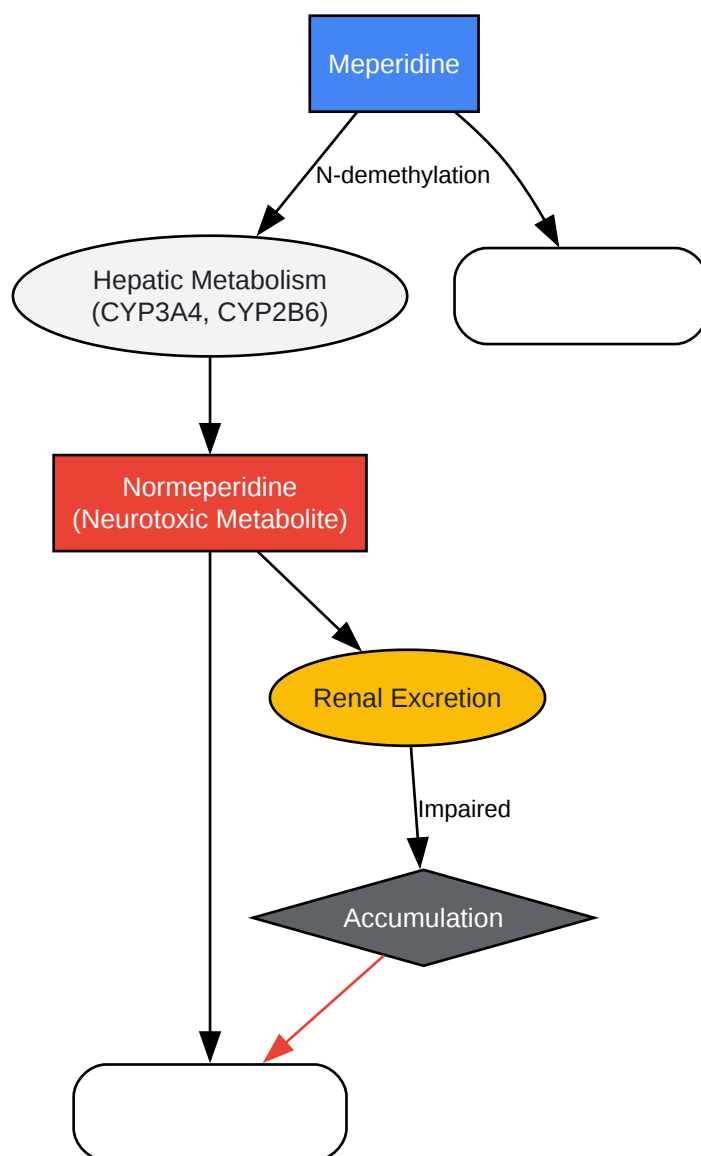 Meperidine
N-demethylation
Hepatic Metabolism
(CYP3A4, CYP2B6)
Normeperidine
(Neurotoxic Metabolite)
Renal Excretion
Impaired
Accumulation